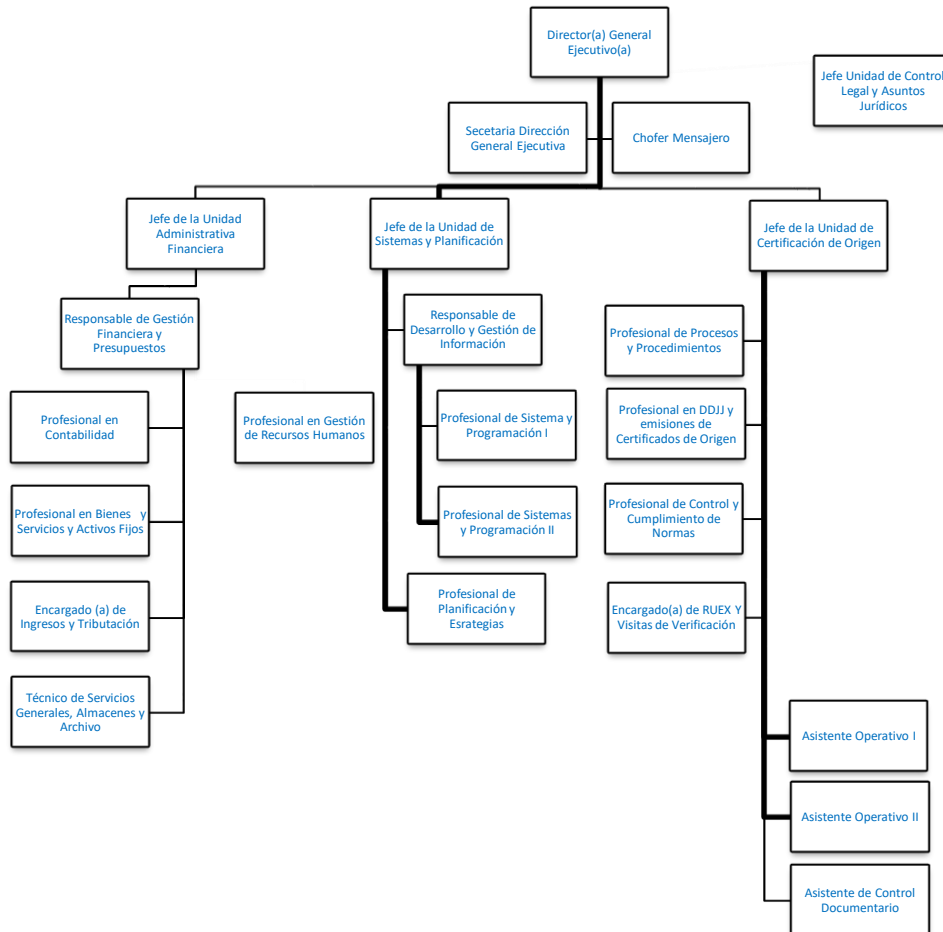 Director(a) General
Ejecutivo(a)
Jefe Unidad de Control
Legal y Asuntos
Jurídicos
Secetaria Dirección
General Ejecutiva
Chofer Mensajero
Jefe de la Unidad
Administrativa
Financiera
Jefe de la Unidad de
Sistemas y Planificación
Jefe de la Unidad de
Certificación de Origen
Responsable de Gestión
Financiera y
Presupuestos
Responsable de
Desarrollo y Gestión de
Información
Profesional de Procesos
y Procedimientos
Profesional en
Contabilidad
Profesional en Gestión
de Recursos Humanos
Profesional de Sistema y
Programación I
Profesional en DDJJ y
emisiones de
Certificados de Origen
Profesional en Bienes y
Servicios y Activos Fijos
Profesional de Sistemas
y Programación II
Profesional de Control y
Cumplimiento de
Normas
Encargado (a) de
Ingresos y Tributación
Profesional de
Planificación y
Esrategias
Encargado(a) de RUEX Y
Visitas de Verificación
Técnico de Servicios
Generales, Almacenes y
Archivo
Asistente Operativo I
Asistente Operativo II
Asistente de Control
Documentario